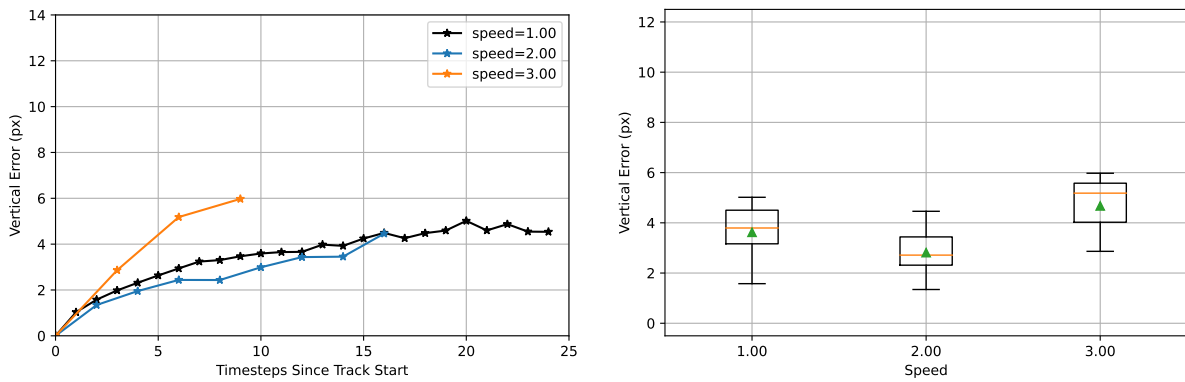 14
12
10
8
6
4
2
0
Vertical Error (px)
speed=1.00
speed=2.00
speed=3.00
0 5 10 15 20 25
Timesteps Since Track Start
12
10
8
6
4
2
0
Vertical Error (px)
1.00 2.00 3.00
Speed